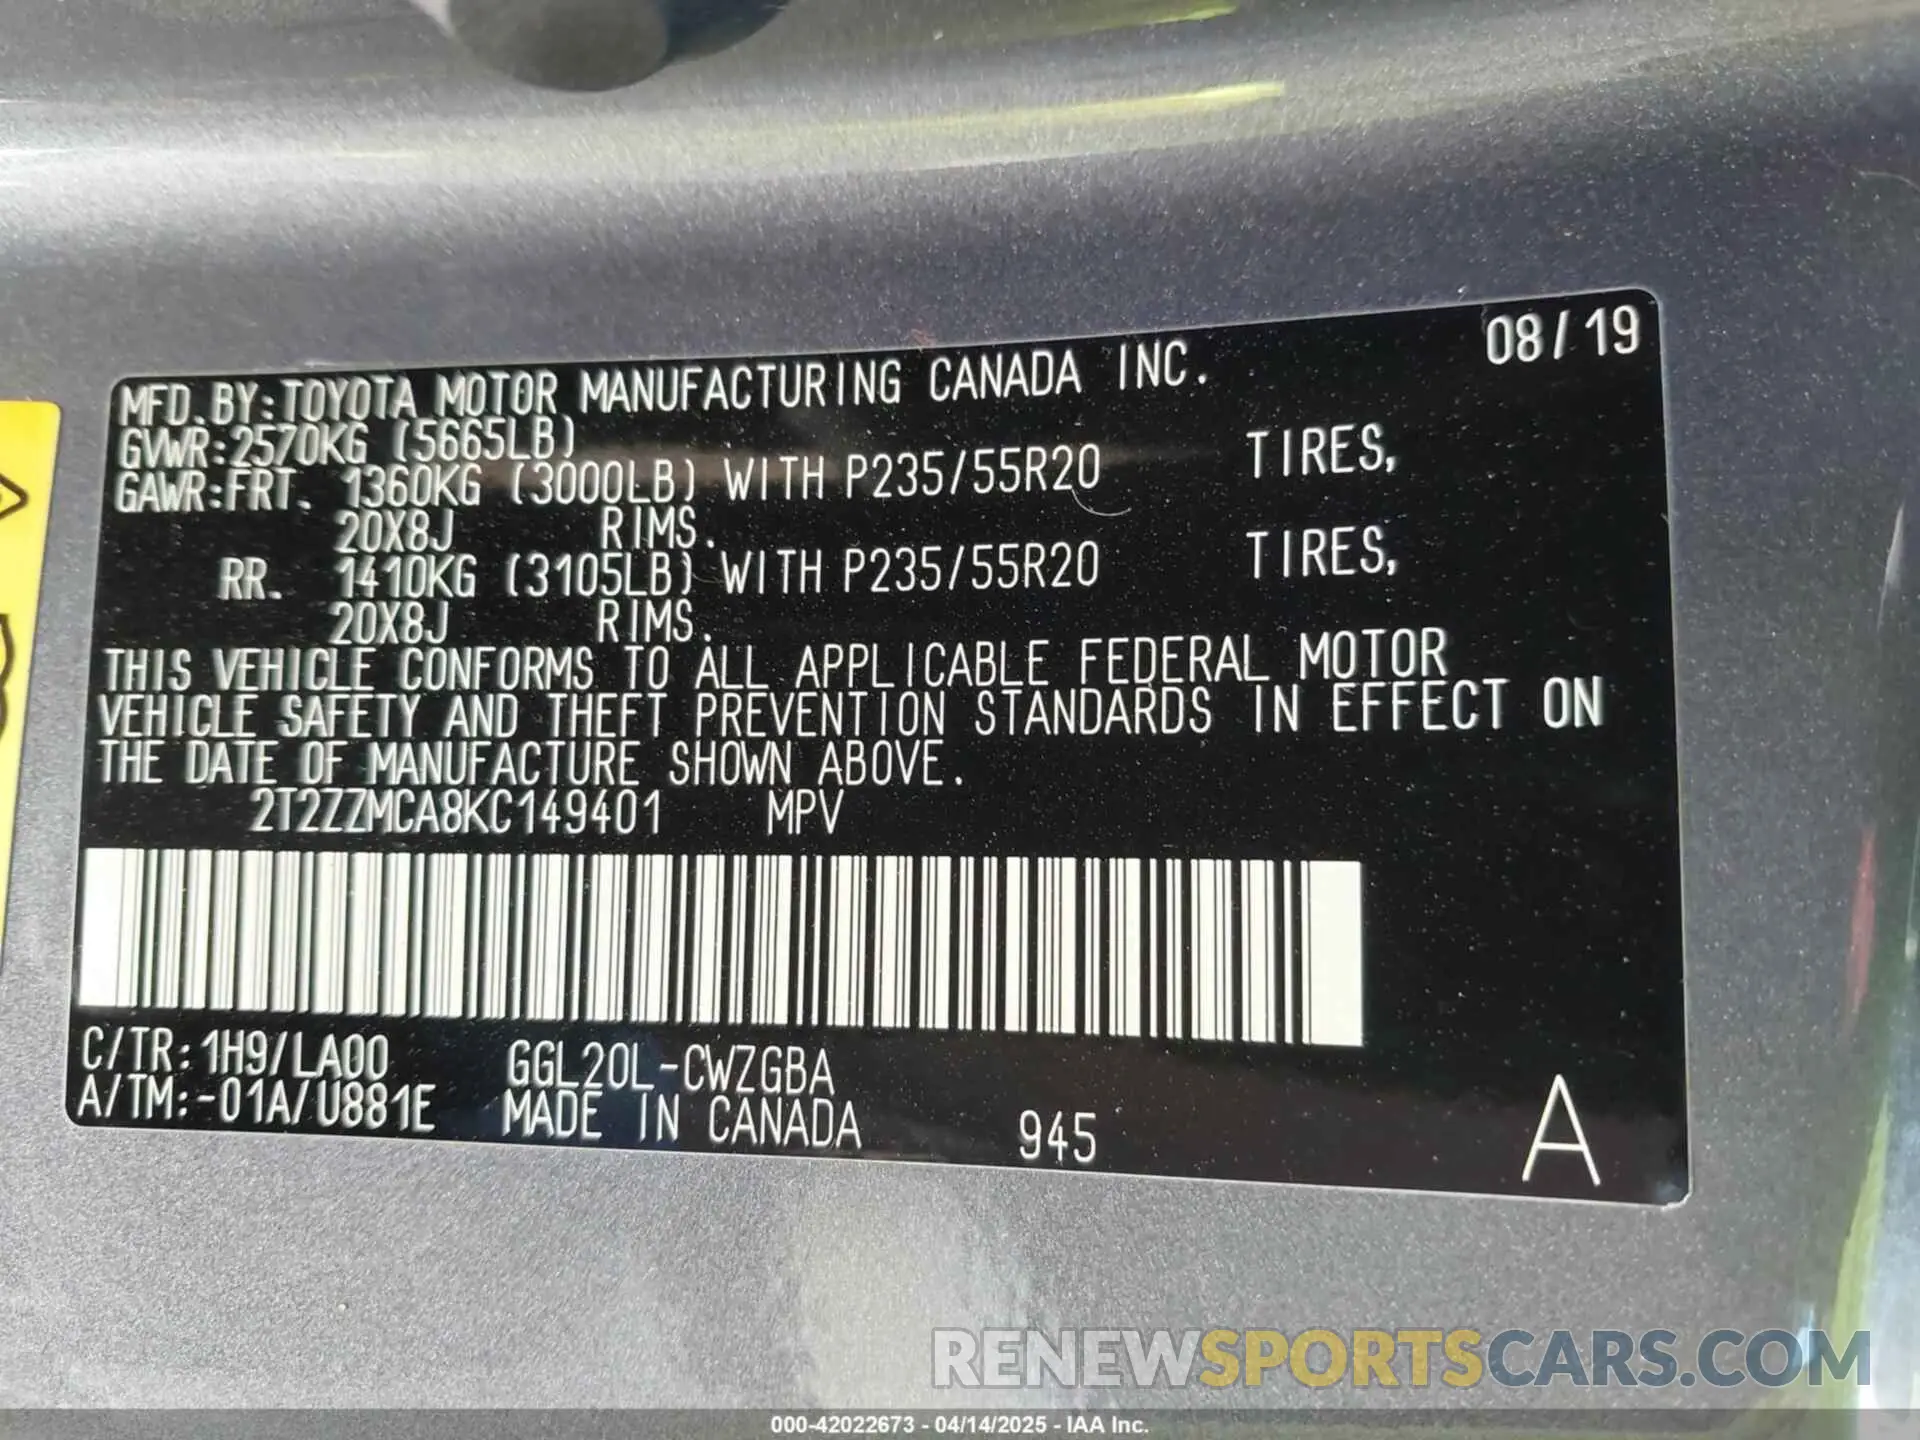 08/19
MFD.BY:TOYOTA MOTOR MANUFACTURING CANADA INC.
GVWR:2570KG (5665LB)
GAWR:FRT. 1360KG (3000LB) WITH P235/55R20 TIRES,
20X8J RIMS.
RR. 1410KG (3105LB) WITH P235/55R20 TIRES,
20X8J RIMS.
THIS VEHICLE CONFORMS TO ALL APPLICABLE FEDERAL MOTOR
VEHICLE SAFETY AND THEFT PREVENTION STANDARDS IN EFFECT ON
THE DATE OF MANUFACTURE SHOWN ABOVE.
2T2ZZMCA8KC149401 MPV
C/TR:1H9/LA00 GGL20L-CWZGBA
A/TM:-01A/U881E MADE IN CANADA 945 A
RENEWSPORTSCARS.COM
000-42022673 - 04/14/2025 - IAA Inc.